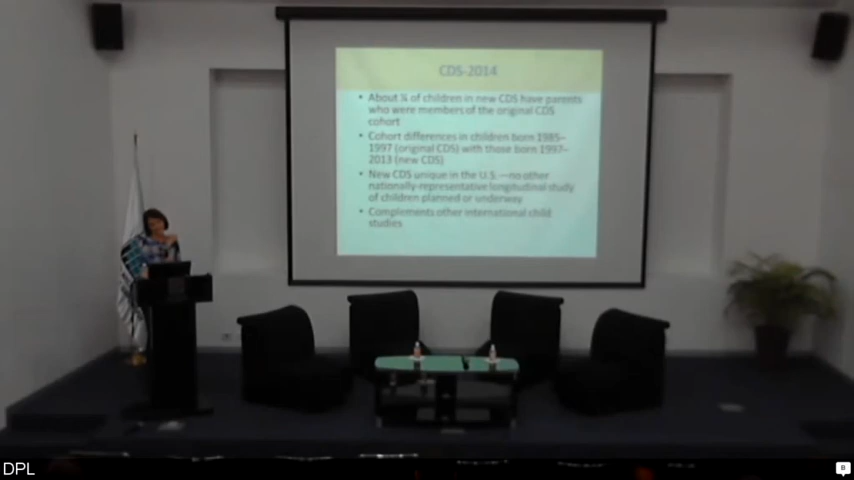 CDS-2014
• About ¼ of children in new CDS have parents
who were members of the original CDS
cohort
• Cohort differences in children born 1985–
1997 (original CDS) with those born 1997–
2013 (new CDS)
• New CDS unique in the U.S. —no other
nationally-representative longitudinal study
of children planned or underway
• Complements other international child
studies
DPL